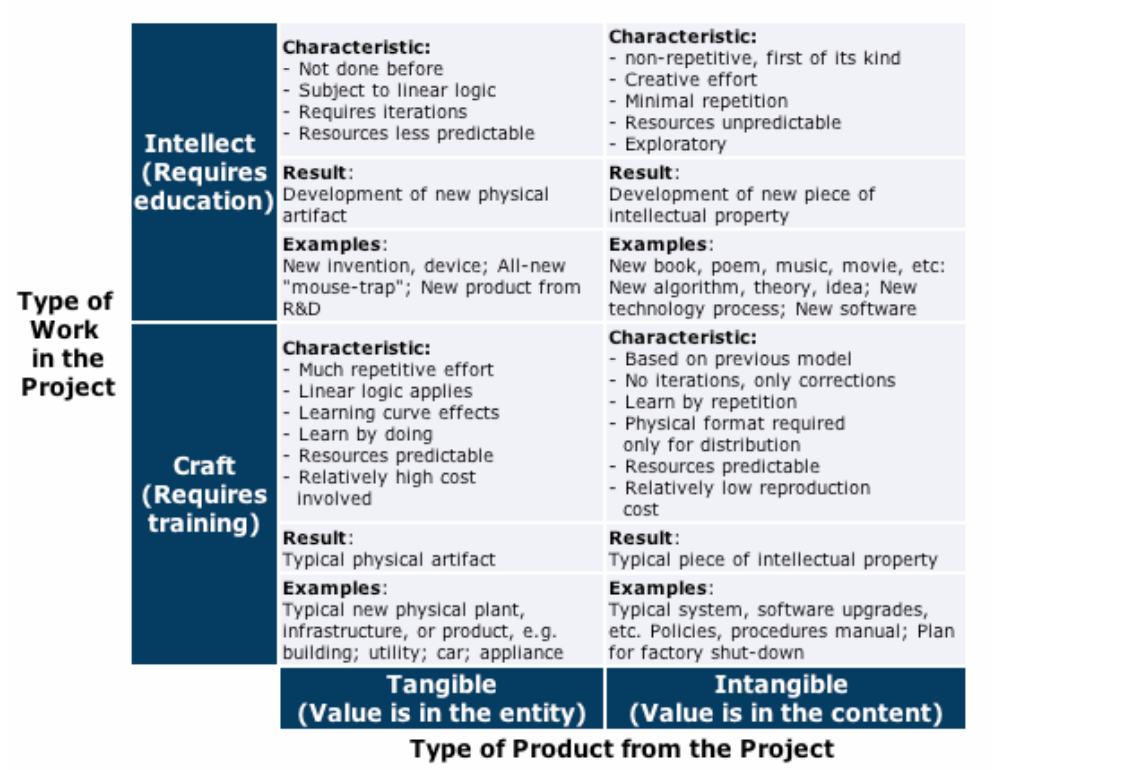 Type of
Work
in the
Project
Intellect
(Requires
education)
Characteristic:
- Not done before
- Subject to linear logic
- Requires iterations
- Resources less predictable
Result:
Development of new physical
artifact
Examples:
New invention, device; All-new
"mouse-trap"; New product from
R&D
Characteristic:
- non-repetitive, first of its kind
- Creative effort
- Minimal repetition
- Resources unpredictable
- Exploratory
Result:
Development of new piece of
intellectual property
Examples:
New book, poem, music, movie, etc:
New algorithm, theory, idea; New
technology process; New software
Craft
(Requires
training)
Characteristic:
- Much repetitive effort
- Linear logic applies
- Learning curve effects
- Learn by doing
- Resources predictable
- Relatively high cost
involved
Result:
Typical physical artifact
Examples:
Typical new physical plant,
infrastructure, or product, e.g.
building; utility; car; appliance
Characteristic:
- Based on previous model
- No iterations, only corrections
- Learn by repetition
- Physical format required
only for distribution
- Resources predictable
- Relatively low reproduction
cost
Result:
Typical piece of intellectual property
Examples:
Typical system, software upgrades,
etc. Policies, procedures manual; Plan
for factory shut-down
Tangible
(Value is in the entity)
Intangible
(Value is in the content)
Type of Product from the Project